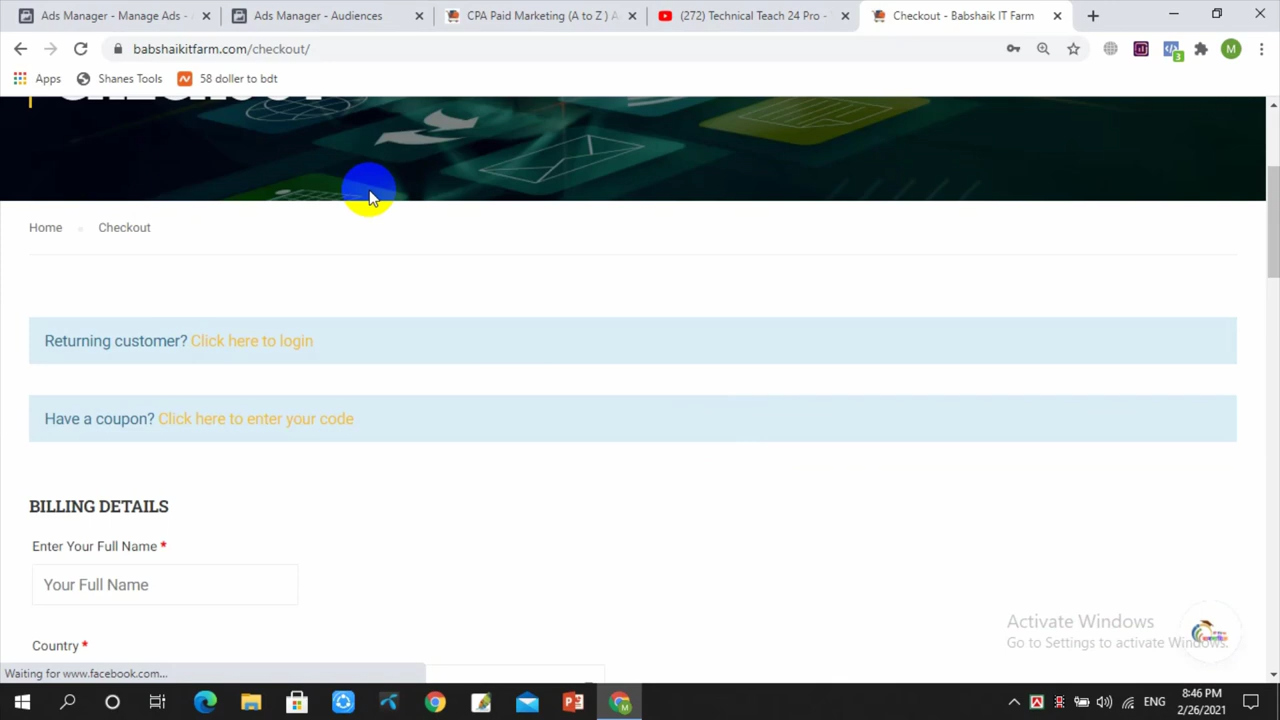 Ads Manager - Manage Ads -
Ads Manager - Audiences
CPA Paid Marketing (A to Z ) A
(272) Technical Teach 24 Pro -
Checkout - Babshaik IT Farm
babshaikitfarm.com/checkout/
M
3
Apps
Shanes Tools
58 doller to bdt
Home
Checkout
Returning customer? Click here to login
Have a coupon? Click here to enter your code
BILLING DETAILS
Enter Your Full Name *
Your Full Name
Country *
Activate Windows
Go to Settings to activate Windows.
Waiting for www.facebook.com...
ENG
8:46 PM
2/26/2021